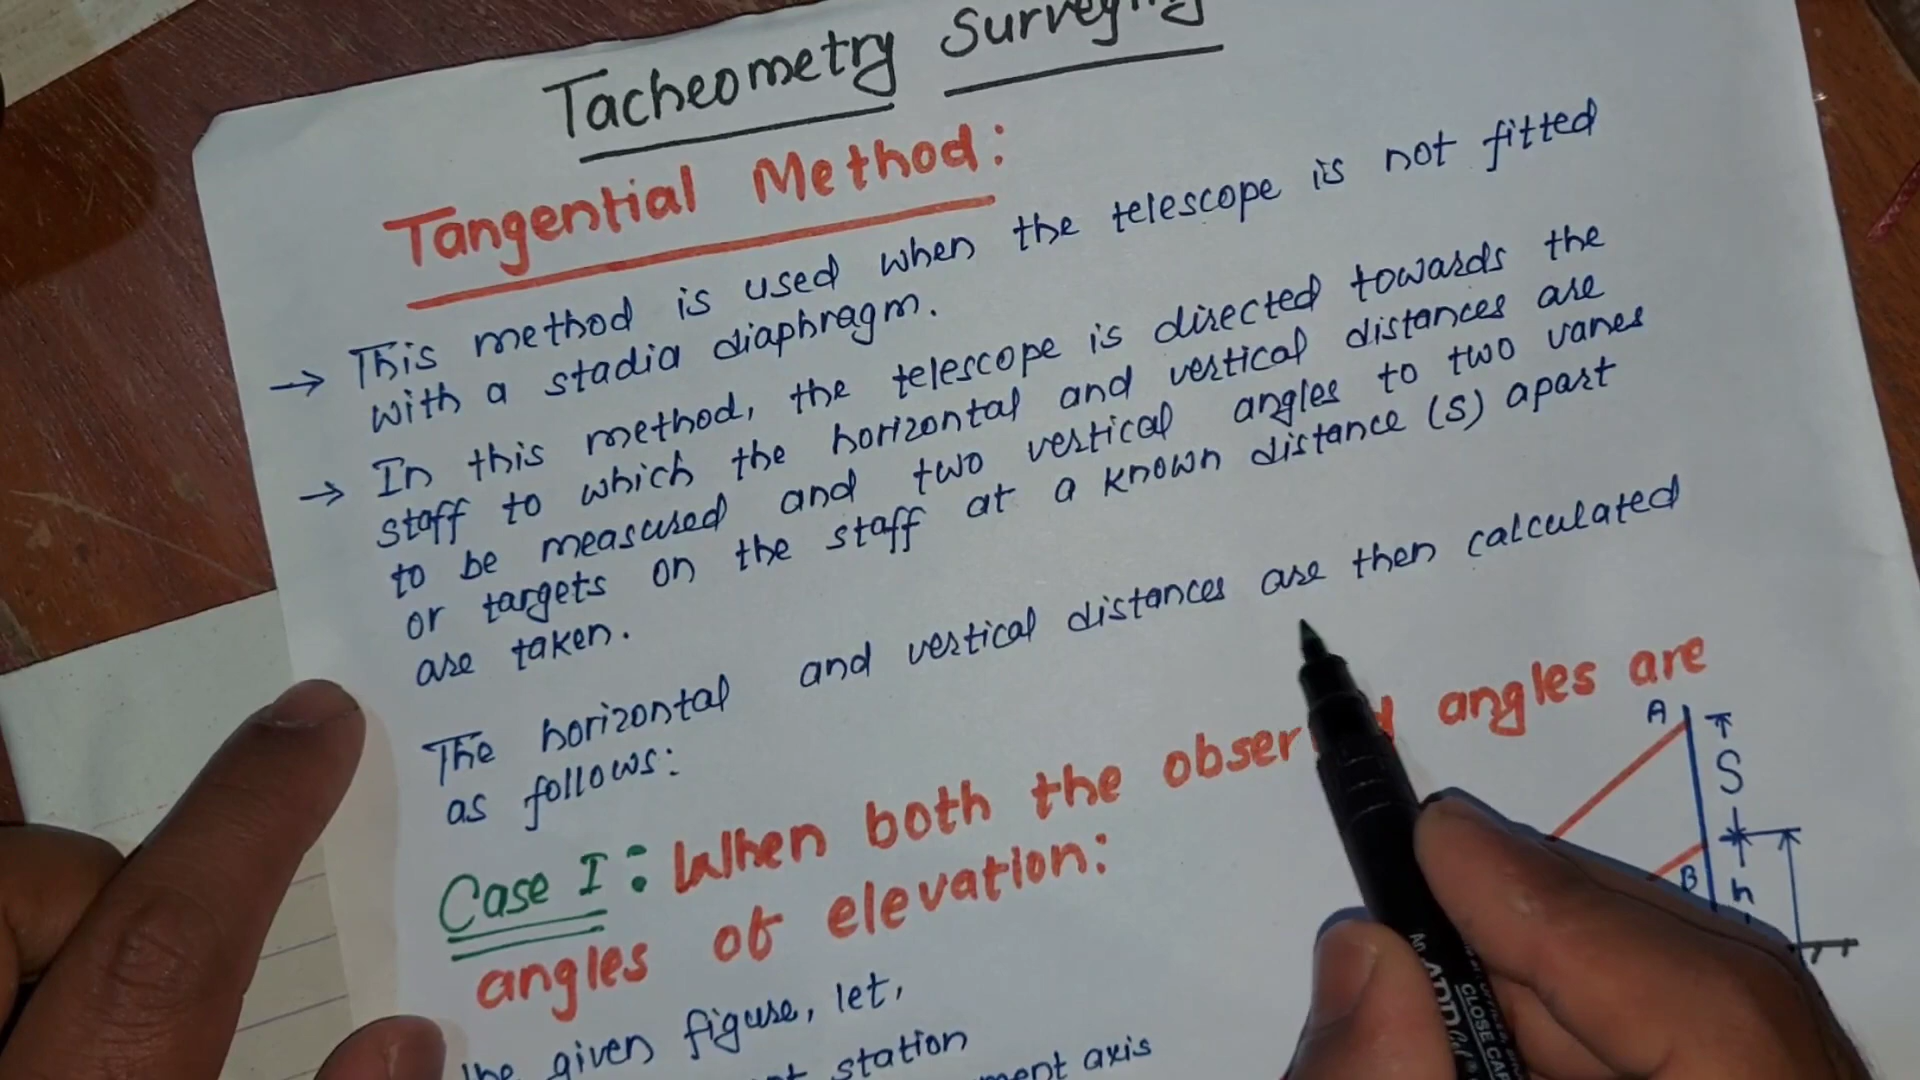 Tacheometry Surveying
Tangential Method:
→ This method is used when the telescope is not fitted
with a stadia diaphragm.
→ In this method, the telescope is directed towards the
staff to which the horizontal and vertical distances are
to be measured and two vertical angles to two vanes
or targets on the staff at a known distance (S) apart
are taken.
The horizontal and vertical distances are then calculated
as follows:
Case I: When both the observed angles are
angles of elevation:
the given figure, let,
station
axis
A
S
B
h
CLOSE CAP